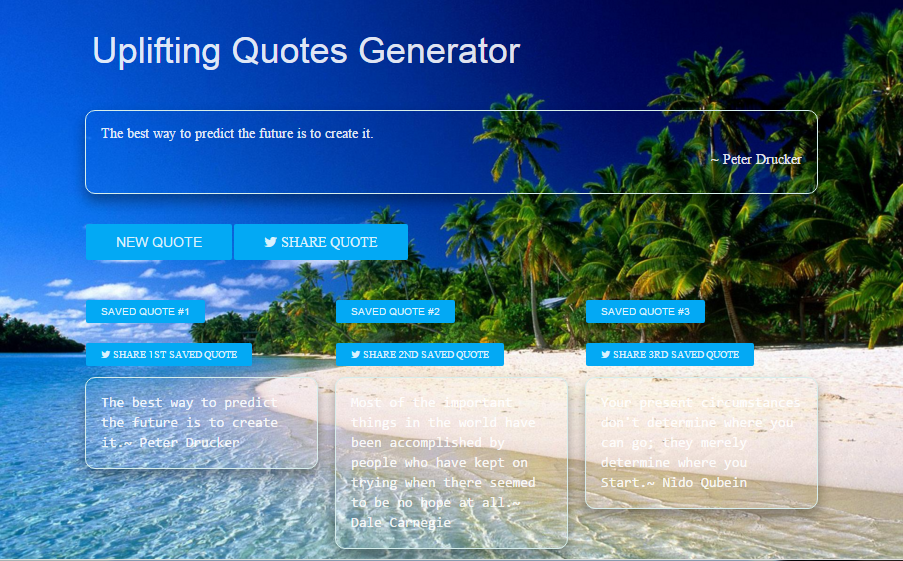 Uplifting Quotes Generator
The best way to predict the future is to create it.
~ Peter Drucker
NEW QUOTE
SHARE QUOTE
SAVED QUOTE #1
SAVED QUOTE #2
SAVED QUOTE #3
SHARE 1ST SAVED QUOTE
SHARE 2ND SAVED QUOTE
SHARE 3RD SAVED QUOTE
The best way to predict
the future is to create
it.~ Peter Drucker
Most of the important
things in the world have
been accomplished by
people who have kept on
trying when there seemed
to be no hope at all.~
Dale Carnegie
Your present circumstances
don't determine where you
can go; they merely
determine where you
Start.~ Nido Qubein